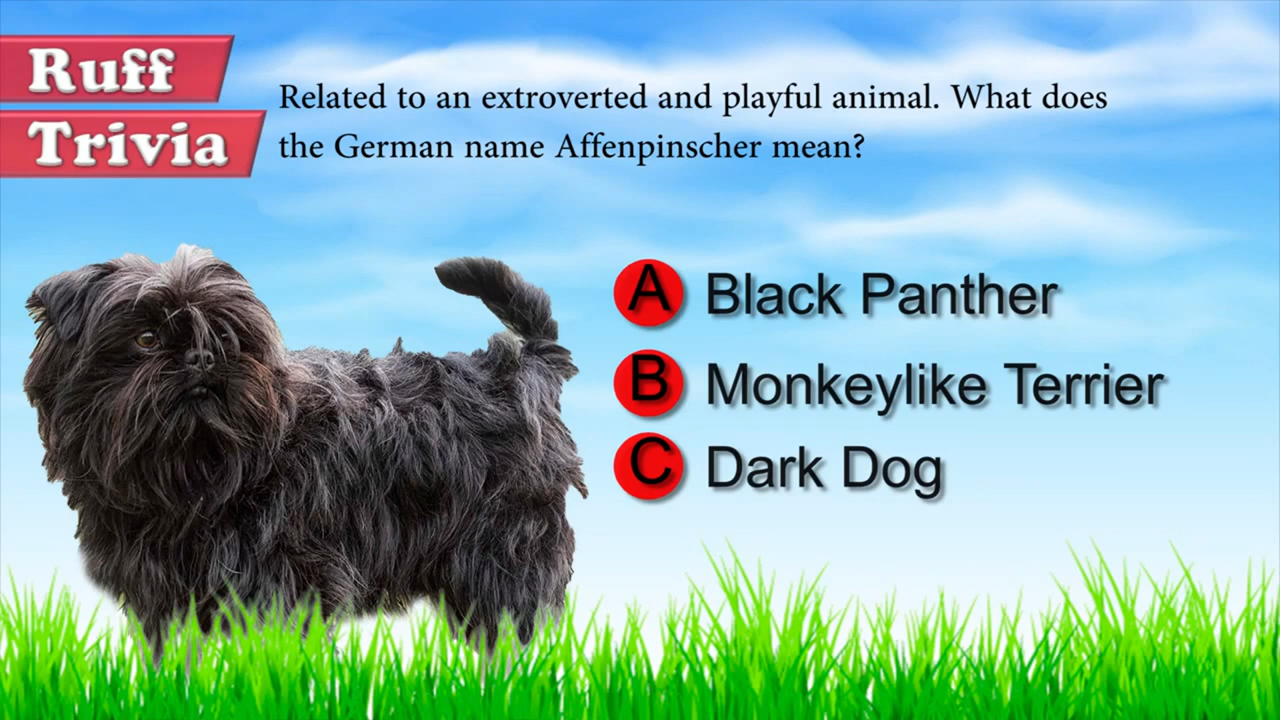 Ruff
Trivia
Related to an extroverted and playful animal. What does
the German name Affenpinscher mean?
A Black Panther
B Monkeylike Terrier
C Dark Dog